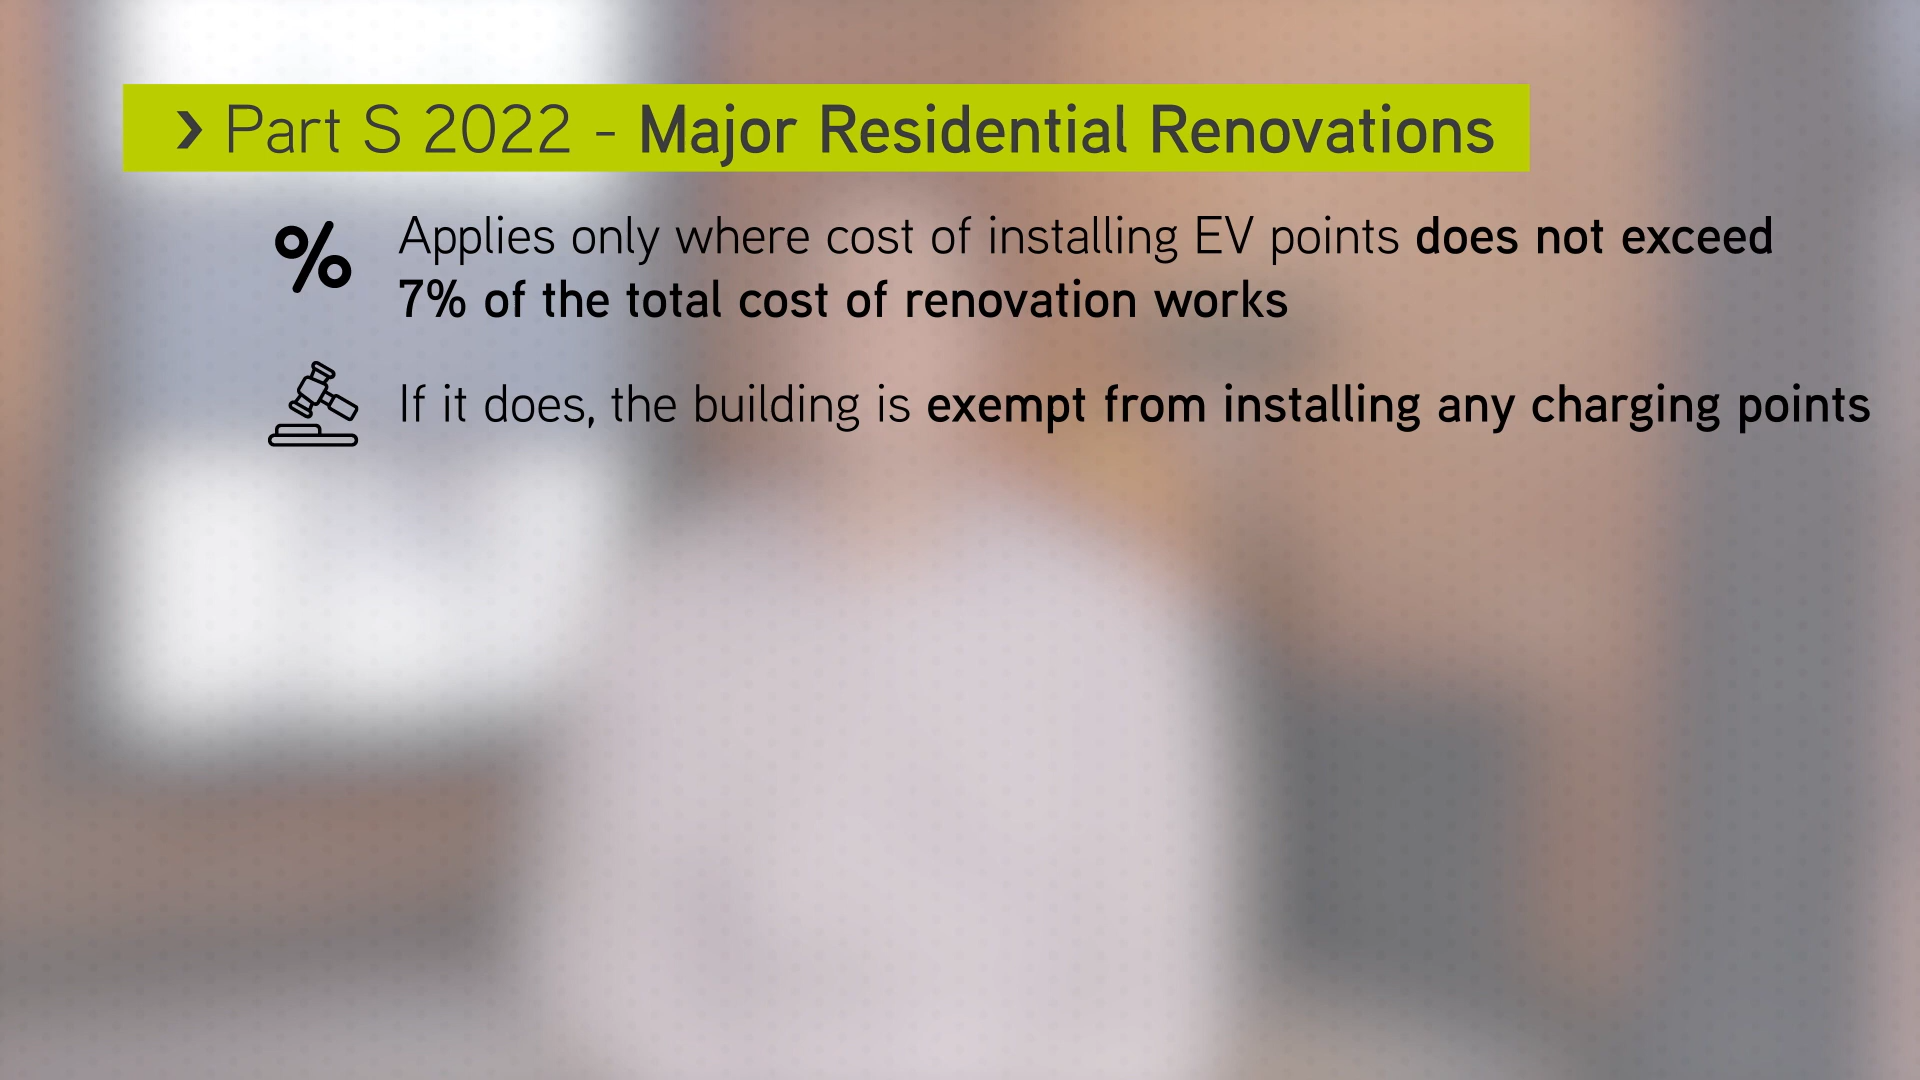 › Part S 2022 - Major Residential Renovations
% Applies only where cost of installing EV points does not exceed
7% of the total cost of renovation works
If it does, the building is exempt from installing any charging points